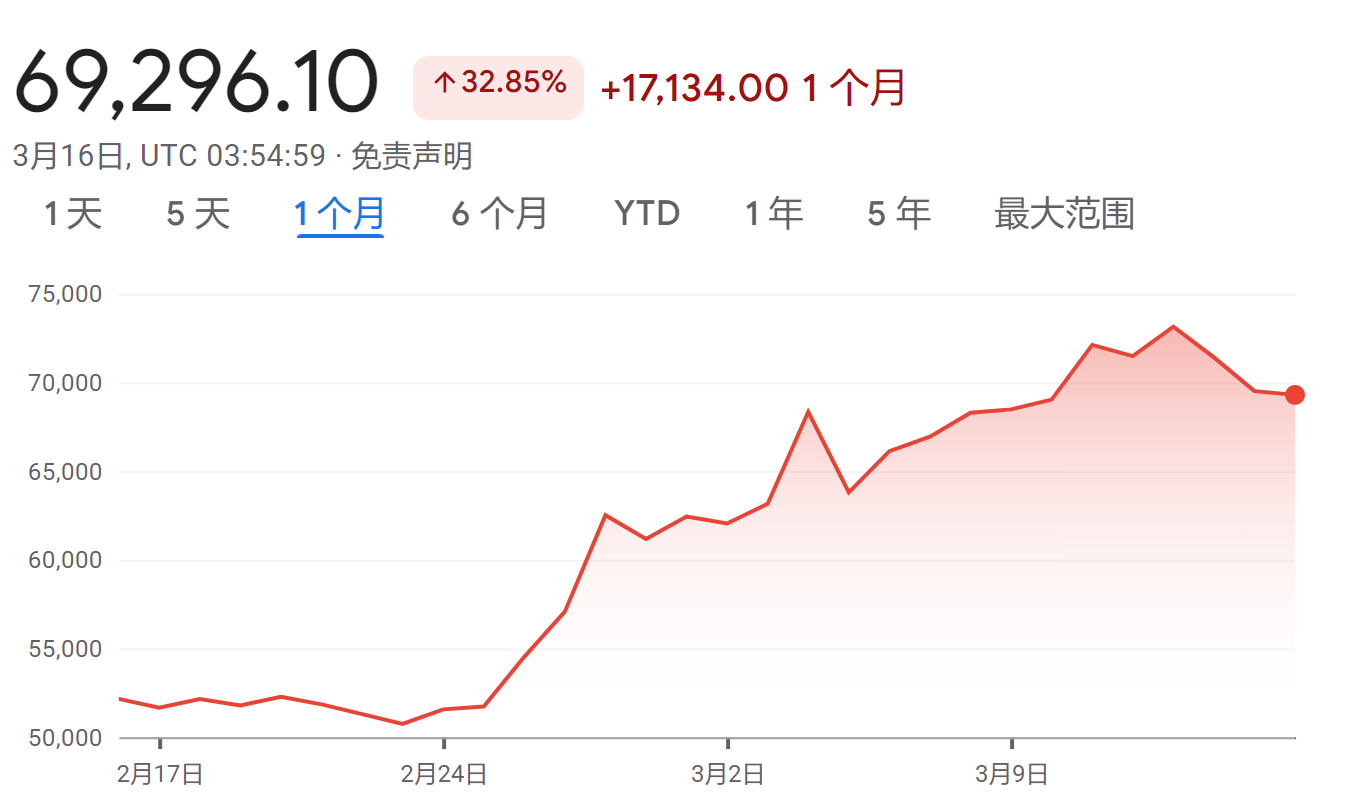 69,296.10 ↑32.85% +17,134.00 1 个月
3月16日, UTC 03:54:59 · 免责声明
1 天 5 天 1 个月 6 个月 YTD 1 年 5 年 最大范围
75,000
70,000
65,000
60,000
55,000
50,000
2月17日 2月24日 3月2日 3月9日